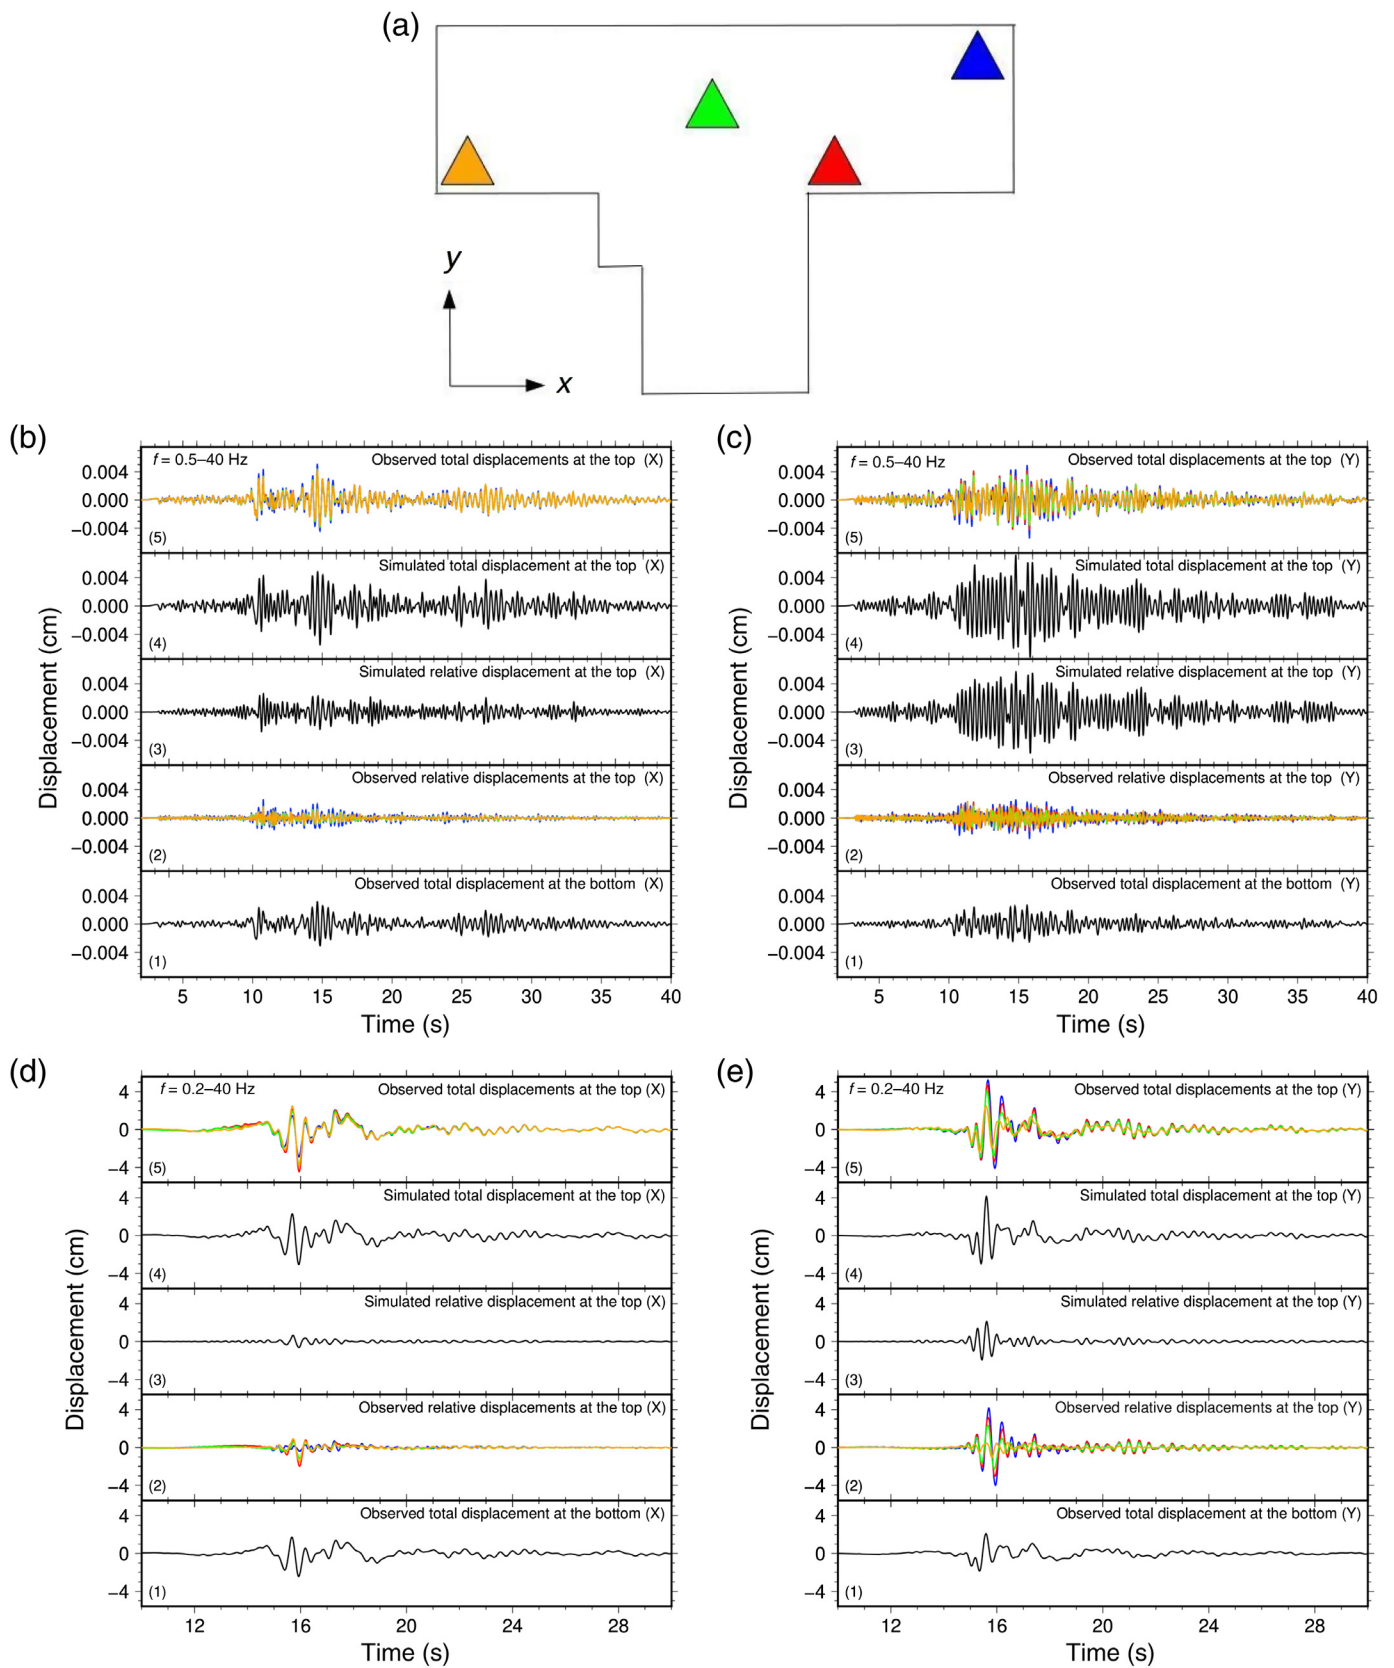 (a)
y
x
(b)
f = 0.5–40 Hz
Observed total displacements at the top (X)
0.004
0.000
−0.004
(5)
Simulated total displacement at the top (X)
0.004
0.000
−0.004
(4)
Simulated relative displacement at the top (X)
0.004
0.000
−0.004
(3)
Observed relative displacements at the top (X)
0.004
0.000
−0.004
(2)
Observed total displacement at the bottom (X)
0.004
0.000
−0.004
(1)
Displacement (cm)
5 10 15 20 25 30 35 40
Time (s)
(c)
f = 0.5–40 Hz
Observed total displacements at the top (Y)
0.004
0.000
−0.004
(5)
Simulated total displacement at the top (Y)
0.004
0.000
−0.004
(4)
Simulated relative displacement at the top (Y)
0.004
0.000
−0.004
(3)
Observed relative displacements at the top (Y)
0.004
0.000
−0.004
(2)
Observed total displacement at the bottom (Y)
0.004
0.000
−0.004
(1)
Displacement (cm)
5 10 15 20 25 30 35 40
Time (s)
(d)
f = 0.2–40 Hz
Observed total displacements at the top (X)
4
0
−4
(5)
Simulated total displacement at the top (X)
4
0
−4
(4)
Simulated relative displacement at the top (X)
4
0
−4
(3)
Observed relative displacements at the top (X)
4
0
−4
(2)
Observed total displacement at the bottom (X)
4
0
−4
(1)
Displacement (cm)
12 16 20 24 28
Time (s)
(e)
f = 0.2–40 Hz
Observed total displacements at the top (Y)
4
0
−4
(5)
Simulated total displacement at the top (Y)
4
0
−4
(4)
Simulated relative displacement at the top (Y)
4
0
−4
(3)
Observed relative displacements at the top (Y)
4
0
−4
(2)
Observed total displacement at the bottom (Y)
4
0
−4
(1)
Displacement (cm)
12 16 20 24 28
Time (s)